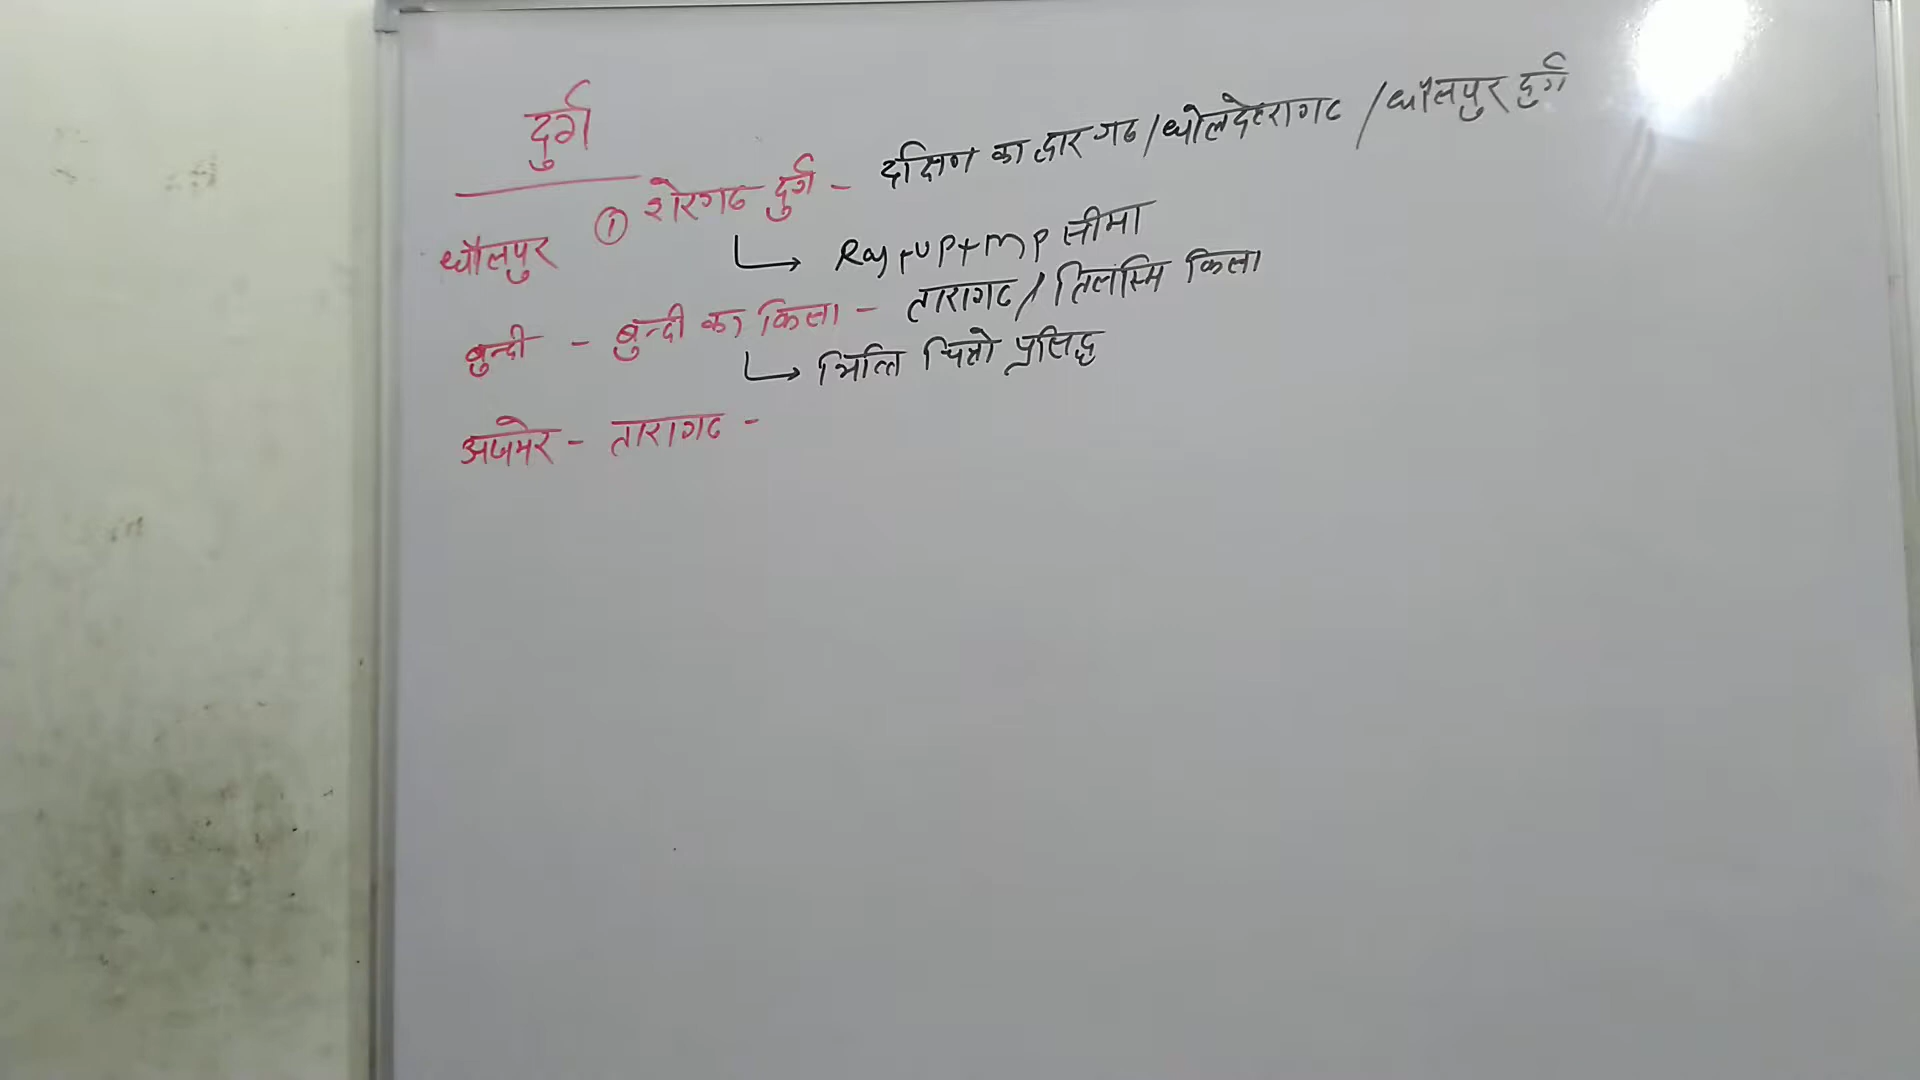 दुर्ग
धौलपुर ① शेरगढ दुर्ग - दक्षिण का द्वार गढ / धोलदेहरागढ / धौलपुर दुर्ग
↳ Raj + UP + MP सीमा
बुन्दी - बुन्दी का किला - तारागढ / तिलस्मि किला
↳ भित्ति चित्रो प्रसिद्ध
अजमेर - तारागढ -